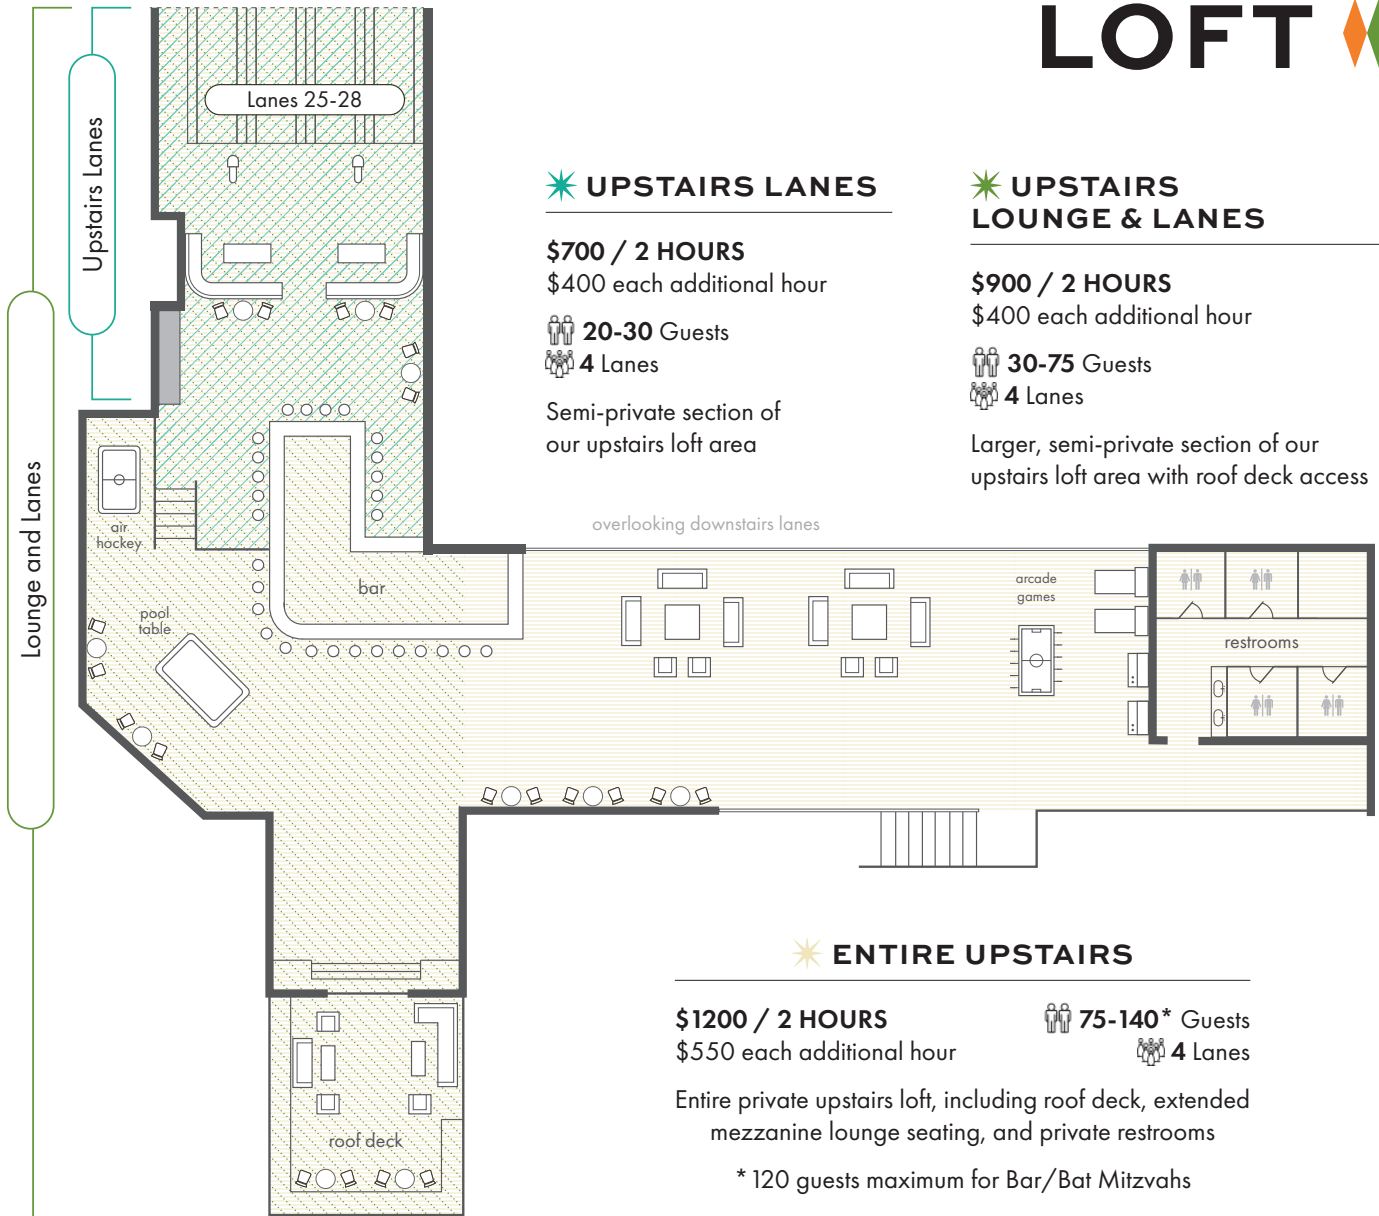 LOFT
Lanes 25-28
Upstairs Lanes
Lounge and Lanes
UPSTAIRS LANES
$700 / 2 HOURS
$400 each additional hour
20-30 Guests
4 Lanes
Semi-private section of
our upstairs loft area
UPSTAIRS
LOUNGE & LANES
$900 / 2 HOURS
$400 each additional hour
30-75 Guests
4 Lanes
Larger, semi-private section of our
upstairs loft area with roof deck access
overlooking downstairs lanes
air
hockey
pool
table
bar
arcade
games
restrooms
roof deck
ENTIRE UPSTAIRS
$1200 / 2 HOURS
$550 each additional hour
75-140* Guests
4 Lanes
Entire private upstairs loft, including roof deck, extended
mezzanine lounge seating, and private restrooms
* 120 guests maximum for Bar/Bat Mitzvahs